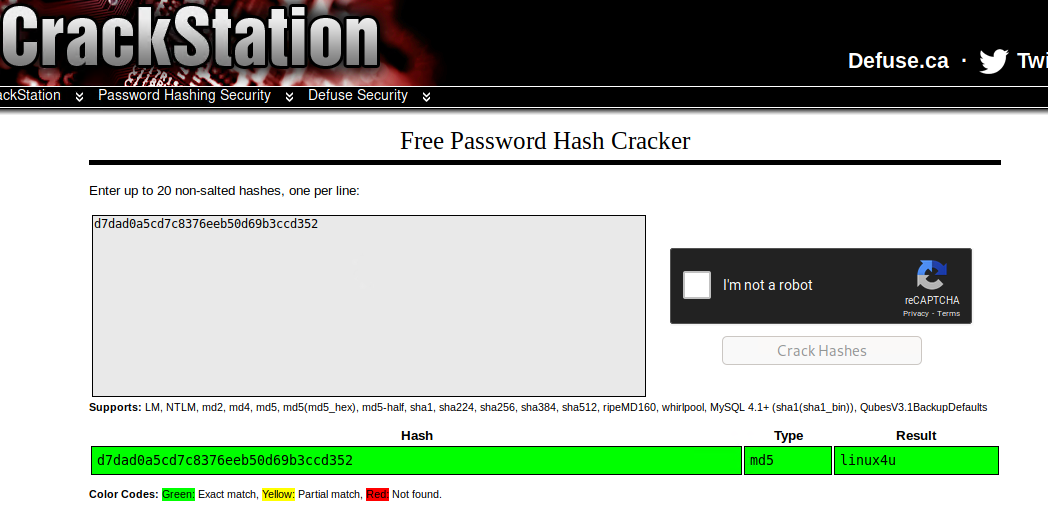 CrackStation
Defuse.ca · Twi
ackStation Password Hashing Security Defuse Security
Free Password Hash Cracker
Enter up to 20 non-salted hashes, one per line:
d7dad0a5cd7c8376eeb50d69b3ccd352
I'm not a robot
reCAPTCHA
Privacy - Terms
Crack Hashes
Supports: LM, NTLM, md2, md4, md5, md5(md5_hex), md5-half, sha1, sha224, sha256, sha384, sha512, ripeMD160, whirlpool, MySQL 4.1+ (sha1(sha1_bin)), QubesV3.1BackupDefaults
Hash Type Result
d7dad0a5cd7c8376eeb50d69b3ccd352 md5 linux4u
Color Codes: Green: Exact match, Yellow: Partial match, Red: Not found.